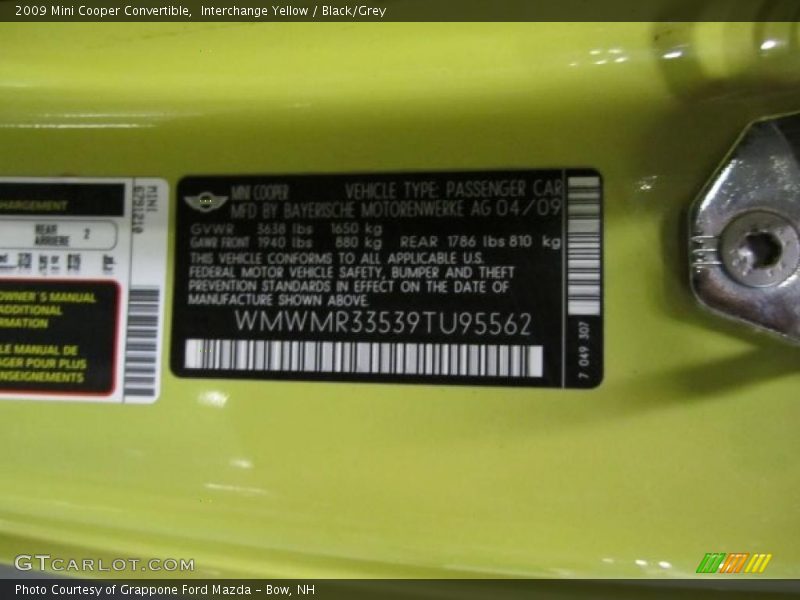 2009 Mini Cooper Convertible, Interchange Yellow / Black/Grey
HARGEMENT
REAR
ARRIERE 2
OWNER'S MANUAL
ADDITIONAL
RMATION
LE MANUAL DE
GER POUR PLUS
NSEIGNEMENTS
MINI
6791210
MINI COOPER VEHICLE TYPE: PASSENGER CAR
MFD BY BAYERISCHE MOTORENWERKE AG 04/09
GVWR 3638 lbs 1650 kg
GAWR FRONT 1940 lbs 880 kg REAR 1786 lbs 810 kg
THIS VEHICLE CONFORMS TO ALL APPLICABLE U.S.
FEDERAL MOTOR VEHICLE SAFETY, BUMPER AND THEFT
PREVENTION STANDARDS IN EFFECT ON THE DATE OF
MANUFACTURE SHOWN ABOVE.
WMWMR33539TU95562
7 049 307
GTCARLOT.COM
Photo Courtesy of Grappone Ford Mazda - Bow, NH